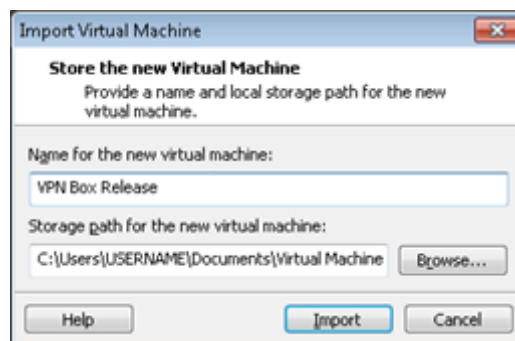 Import Virtual Machine
Store the new Virtual Machine
Provide a name and local storage path for the new
virtual machine.
Name for the new virtual machine:
VPN Box Release
Storage path for the new virtual machine:
C:\Users\USERNAME\Documents\Virtual Machine
Browse...
Help
Import
Cancel